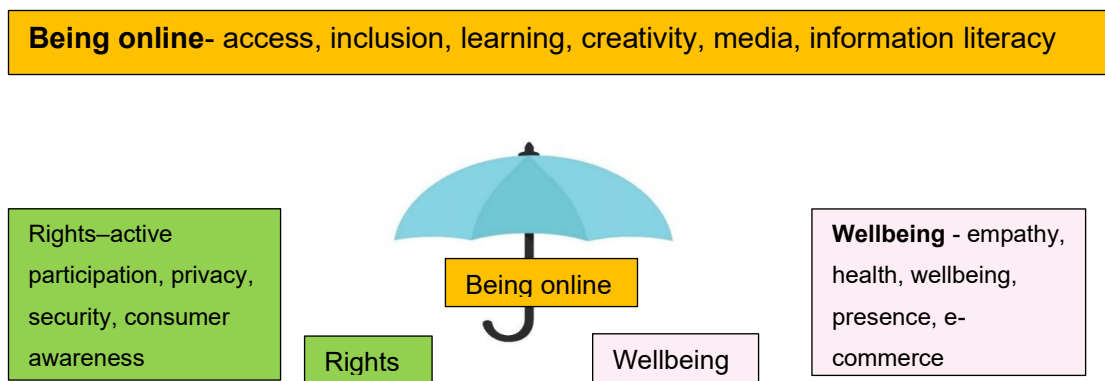 Being online- access, inclusion, learning, creativity, media, information literacy
Rights–active
participation, privacy,
security, consumer
awareness
Being online
Rights
Wellbeing
Wellbeing - empathy,
health, wellbeing,
presence, e-
commerce